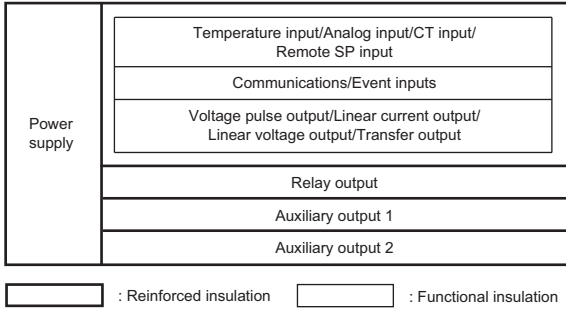 Power
supply
Temperature input/Analog input/CT input/
Remote SP input
Communications/Event inputs
Voltage pulse output/Linear current output/
Linear voltage output/Transfer output
Relay output
Auxiliary output 1
Auxiliary output 2
: Reinforced insulation
: Functional insulation